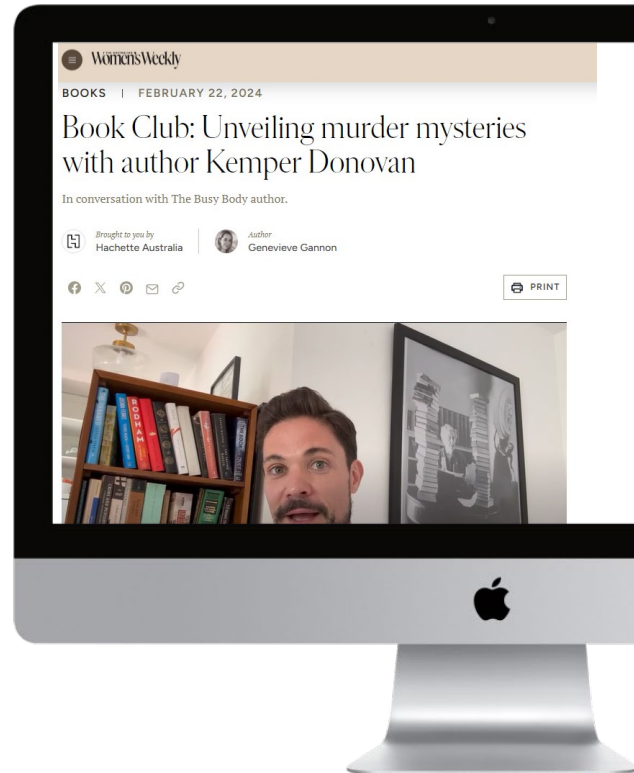 Women's Weekly
BOOKS | FEBRUARY 22, 2024
Book Club: Unveiling murder mysteries
with author Kemper Donovan
In conversation with The Busy Body author.
Brought to you by
Hachette Australia
Author
Genevieve Gannon
PRINT
RODHAM